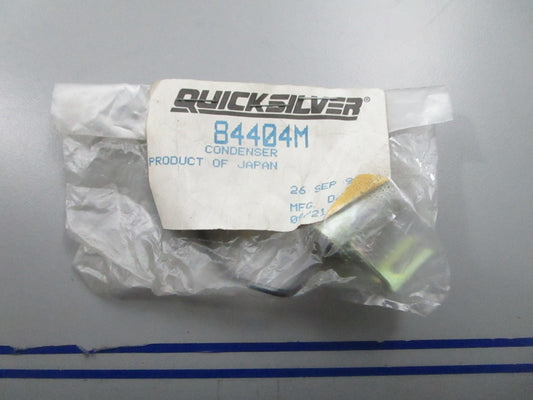 QUICKSILVER®
84404M
CONDENSER
PRODUCT OF JAPAN
26 SEP
MFG.